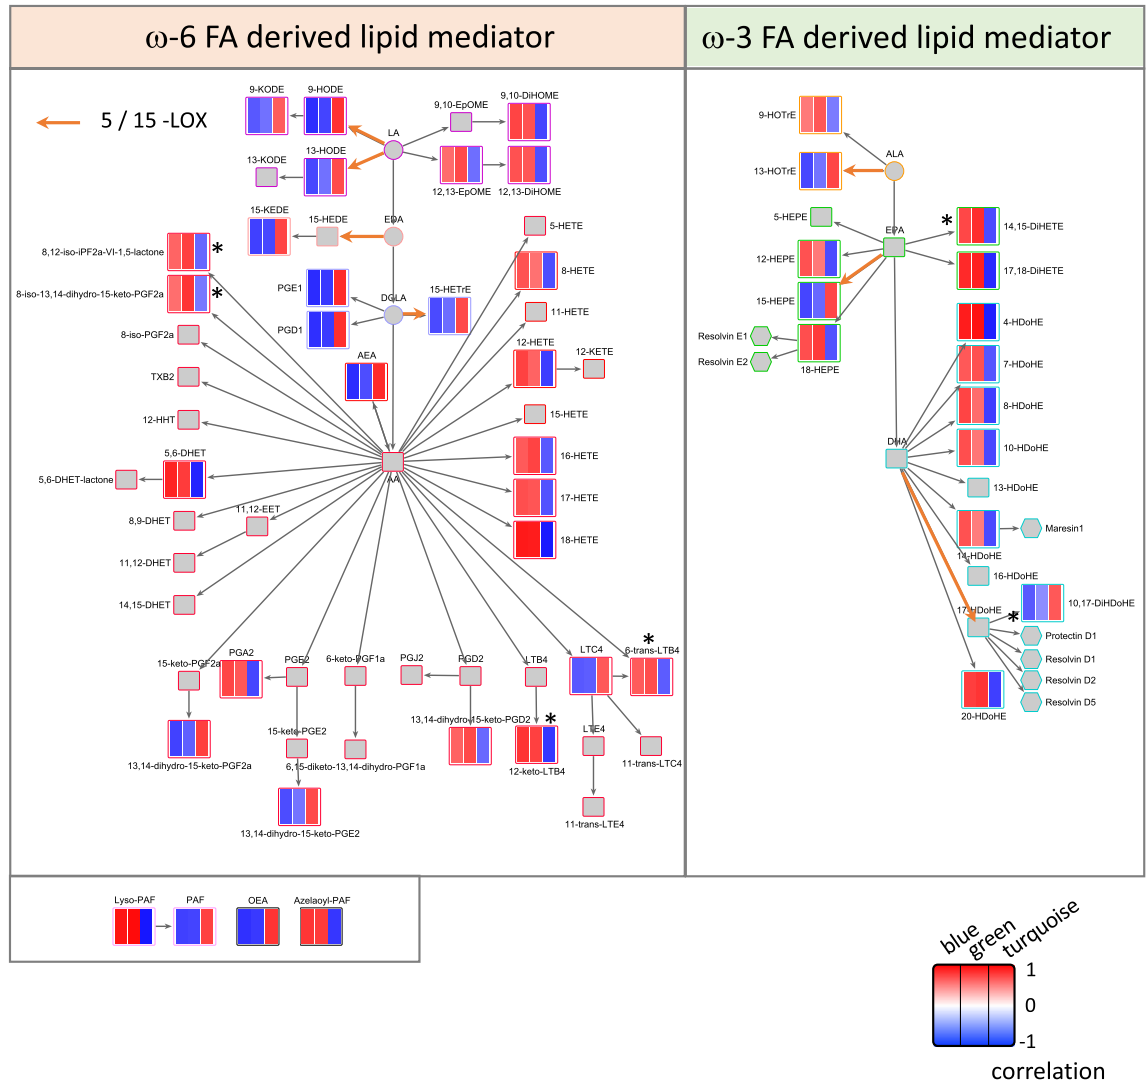 ω-6 FA derived lipid mediator
ω-3 FA derived lipid mediator
5 / 15 -LOX
9-KODE
9-HODE
LA
9,10-EpOME
9,10-DiHOME
13-KODE
13-HODE
12,13-EpOME
12,13-DiHOME
15-KEDE
15-HEDE
EDA
5-HETE
8,12-iso-iPF2a-VI-1,5-lactone
*
8-HETE
8-iso-13,14-dihydro-15-keto-PGF2a
*
PGE1
DGLA
15-HETrE
11-HETE
PGD1
8-iso-PGF2a
AEA
12-HETE
12-KETE
TXB2
12-HHT
15-HETE
5,6-DHET
16-HETE
5,6-DHET-lactone
AA
17-HETE
11,12-EET
8,9-DHET
18-HETE
11,12-DHET
14,15-DHET
15-keto-PGF2a
PGA2
PGE2
6-keto-PGF1a
PGJ2
PGD2
LTB4
LTC4
*
6-trans-LTB4
13,14-dihydro-15-keto-PGD2
*
15-keto-PGE2
LTE4
13,14-dihydro-15-keto-PGF2a
6,15-diketo-13,14-dihydro-PGF1a
12-keto-LTB4
11-trans-LTC4
13,14-dihydro-15-keto-PGE2
11-trans-LTE4
9-HOTrE
ALA
13-HOTrE
5-HEPE
EPA
*
14,15-DiHETE
12-HEPE
17,18-DiHETE
15-HEPE
4-HDoHE
Resolvin E1
Resolvin E2
18-HEPE
7-HDoHE
8-HDoHE
DHA
10-HDoHE
13-HDoHE
Maresin1
14-HDoHE
16-HDoHE
17-HDoHE
*
10,17-DiHDoHE
Protectin D1
Resolvin D1
Resolvin D2
Resolvin D5
20-HDoHE
Lyso-PAF
PAF
OEA
Azelaoyl-PAF
blue
green
turquoise
1
0
-1
correlation